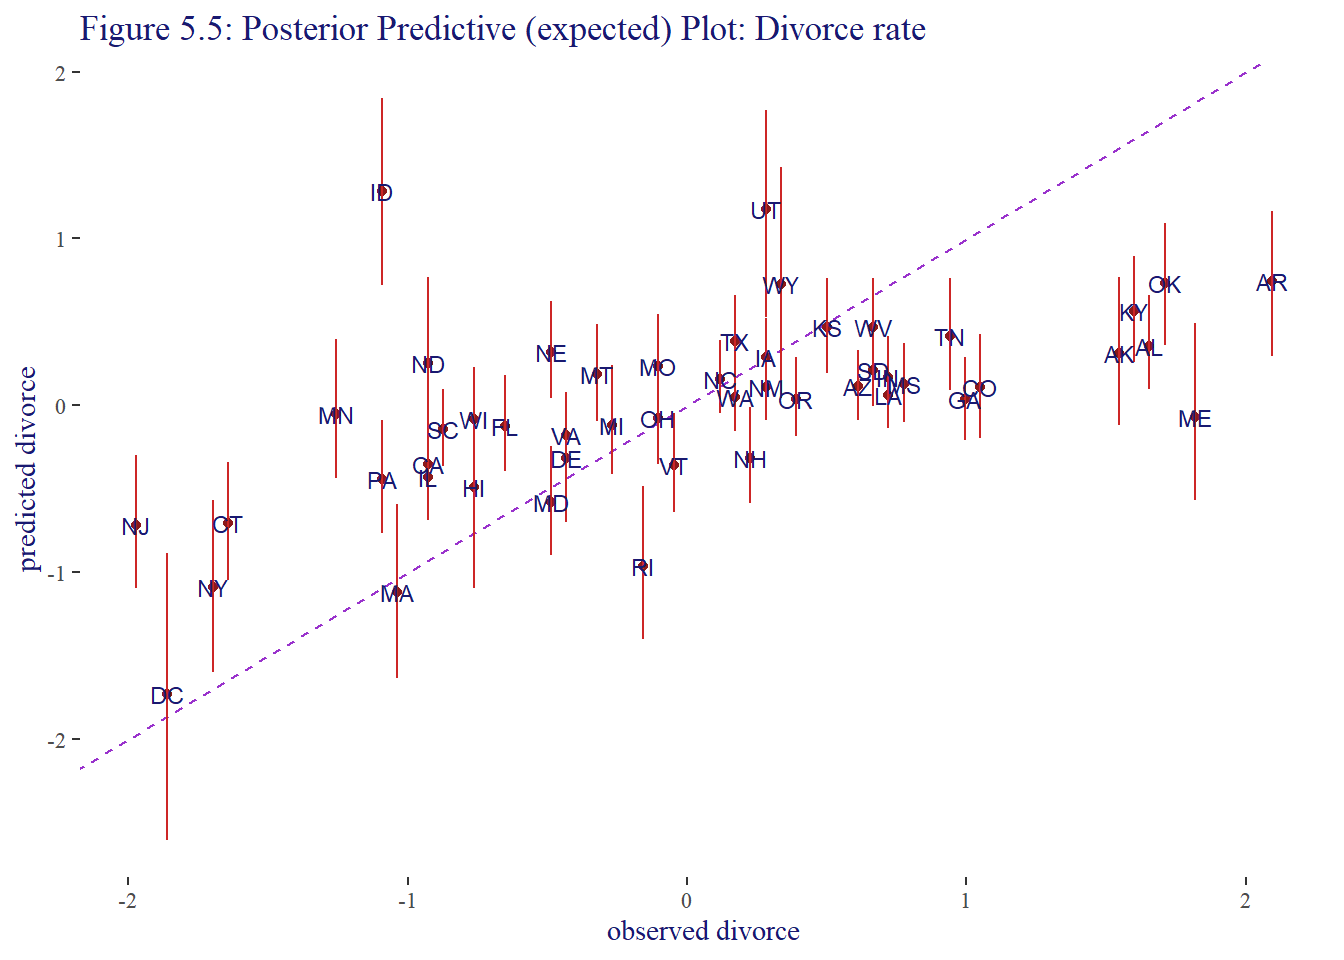 Figure 5.5: Posterior Predictive (expected) Plot: Divorce rate
2
1
0
-1
-2
predicted divorce
ID
UT
WY
OK
AR
KY
AL
AK
ME
KS
WV
TN
TX
IA
NE
MO
MT
ND
NC
NM
WA
OR
AZ
SD
LA
GA
CO
MN
SC
WI
FL
MI
OH
VA
DE
VT
NH
PA
CA
IL
HI
MD
NJ
CT
NY
MA
RI
DC
-2
-1
0
1
2
observed divorce